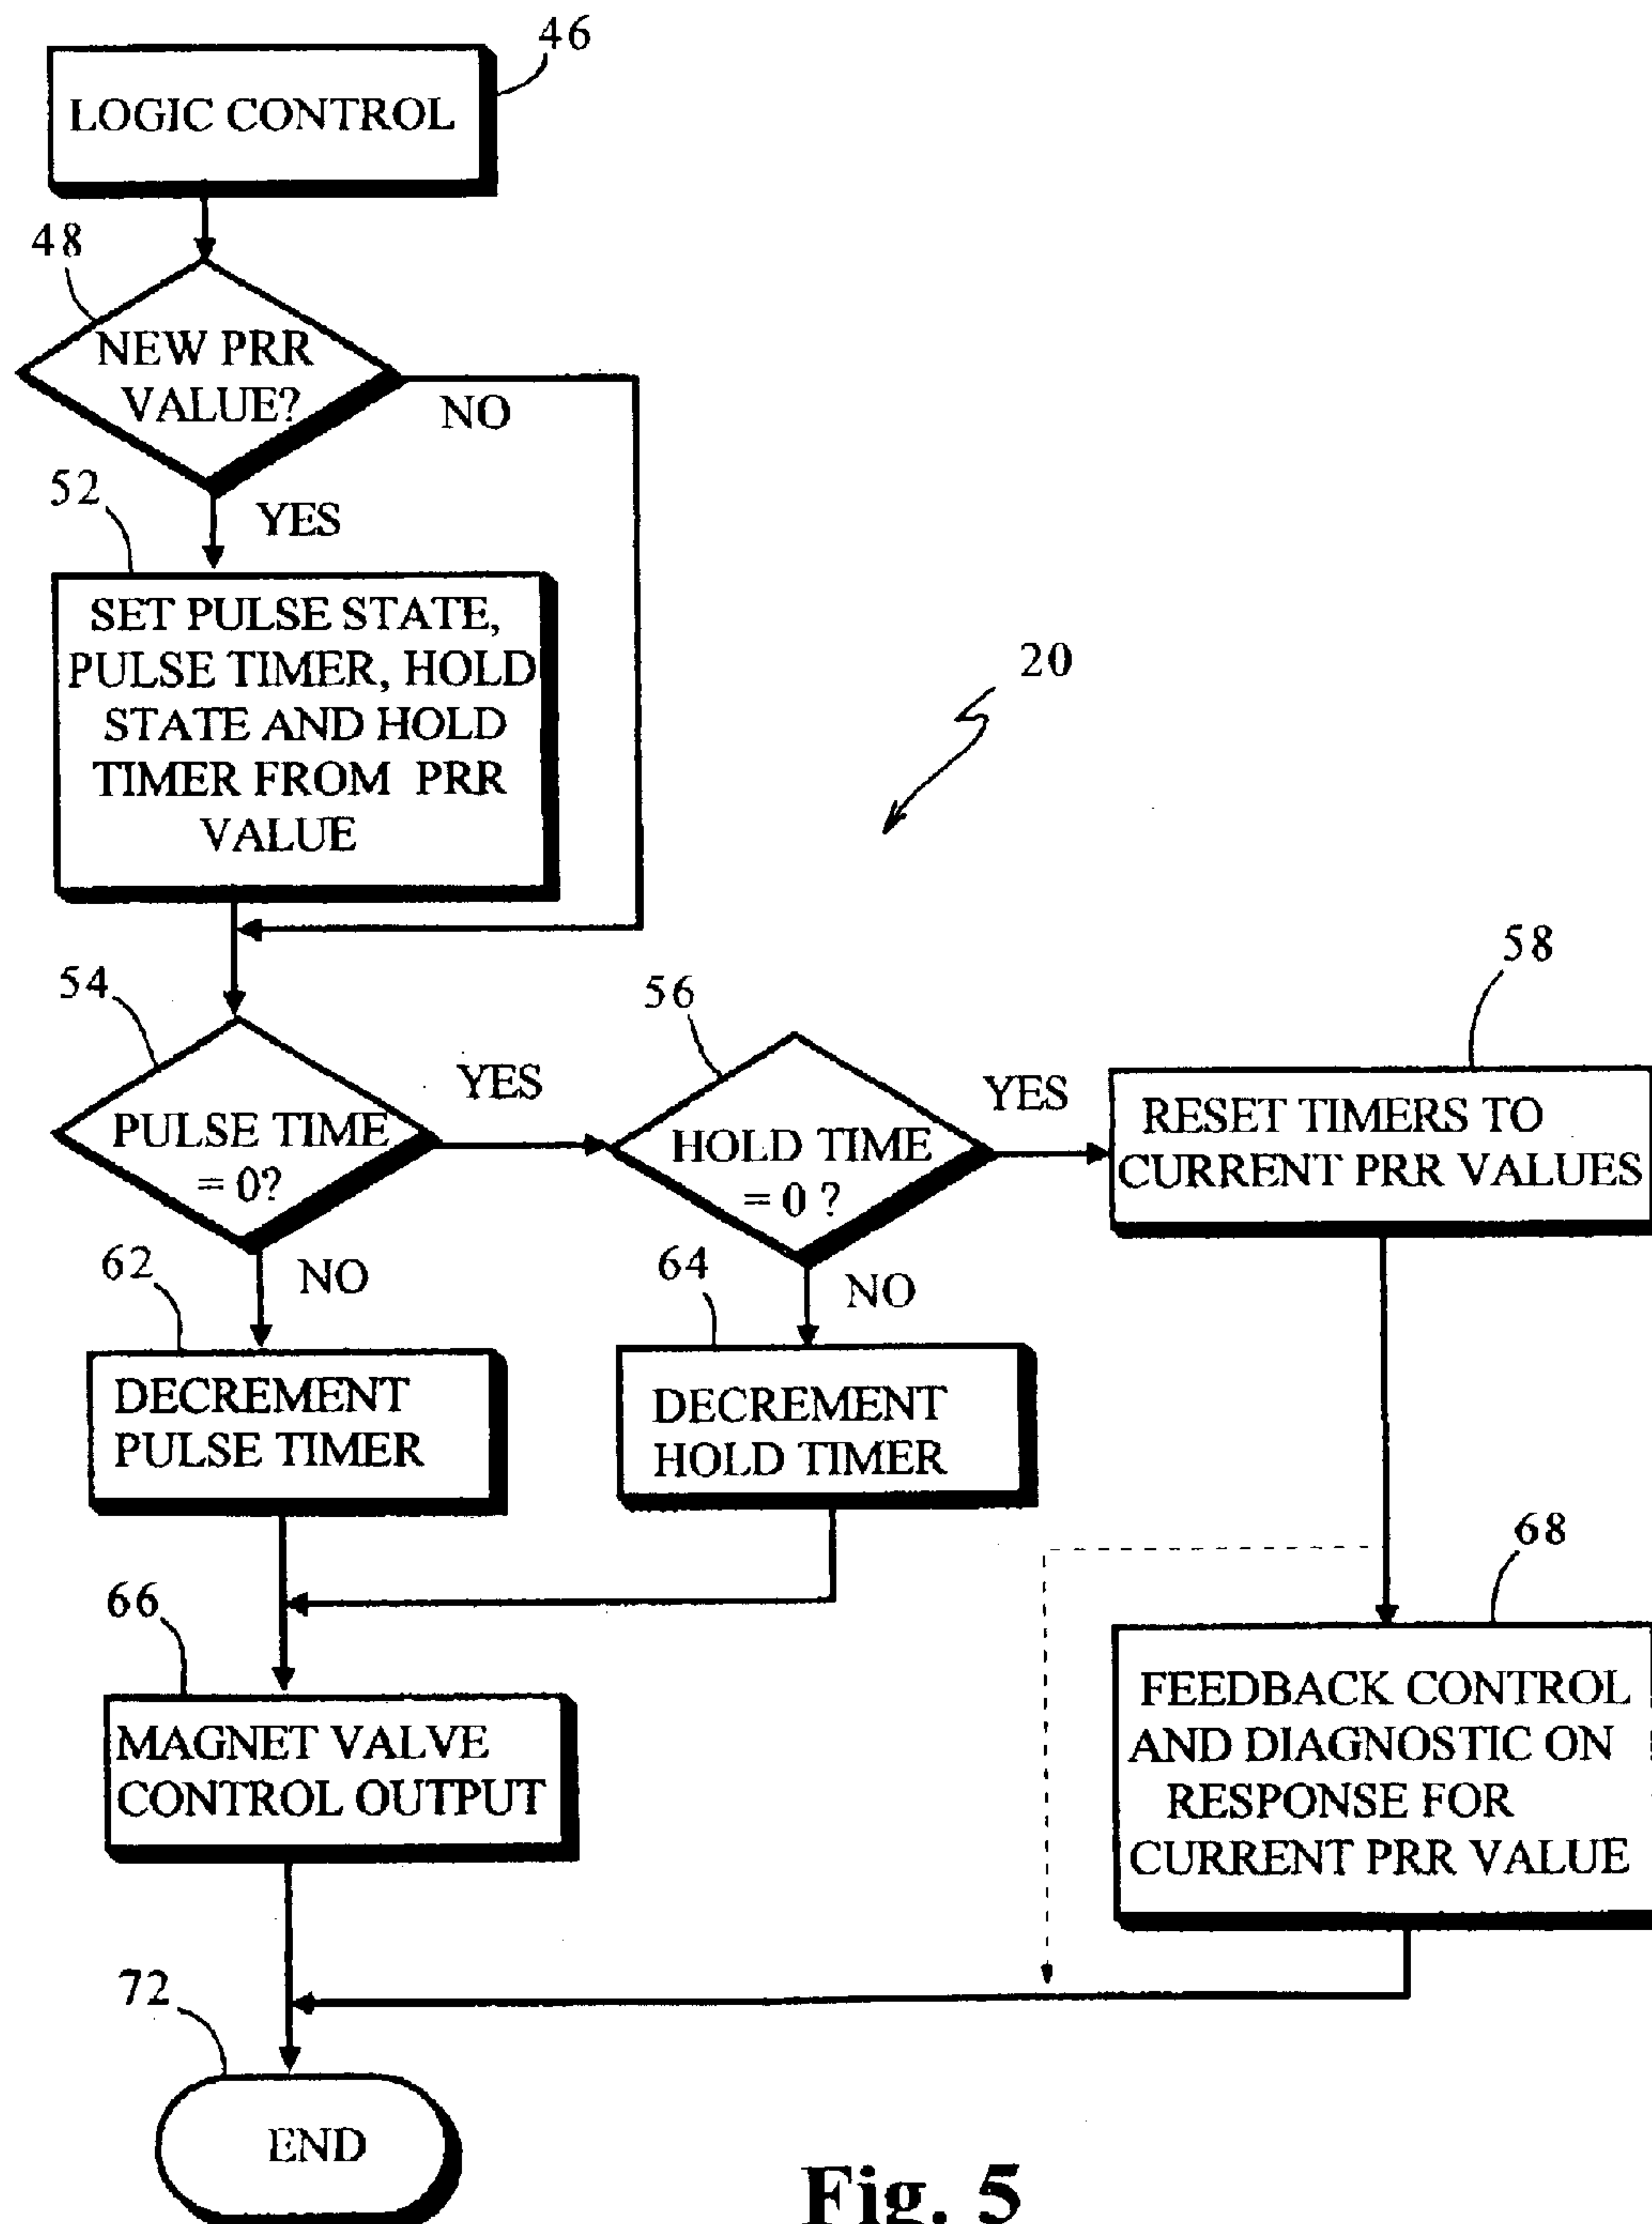 46
LOGIC CONTROL
48
NEW PRR
VALUE?
NO
52
YES
SET PULSE STATE,
PULSE TIMER, HOLD
STATE AND HOLD
TIMER FROM PRR
VALUE
20
54
PULSE TIME
= 0?
YES
56
HOLD TIME
= 0 ?
YES
58
RESET TIMERS TO
CURRENT PRR VALUES
62
NO
DECREMENT
PULSE TIMER
64
NO
DECREMENT
HOLD TIMER
66
MAGNET VALVE
CONTROL OUTPUT
68
FEEDBACK CONTROL
AND DIAGNOSTIC ON
RESPONSE FOR
CURRENT PRR VALUE
72
END
Fig. 5